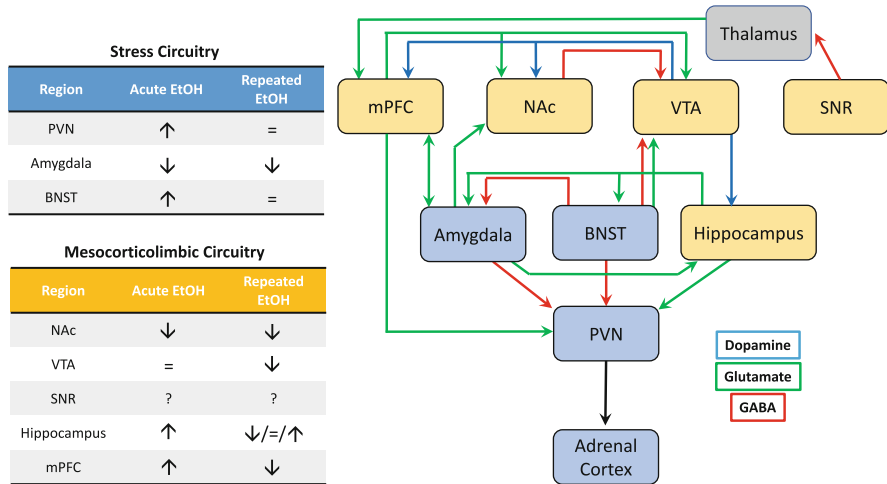 Stress Circuitry
Region Acute EtOH Repeated
EtOH
PVN ↑ =
Amygdala ↓ ↓
BNST ↑ =
Mesocorticolimbic Circuitry
Region Acute EtOH Repeated
EtOH
NAc ↓ ↓
VTA = ↓
SNR ? ?
Hippocampus ↑ ↓/=/↑
mPFC ↑ ↓
Thalamus
mPFC NAc VTA SNR
Amygdala BNST Hippocampus
PVN
Adrenal
Cortex
Dopamine
Glutamate
GABA